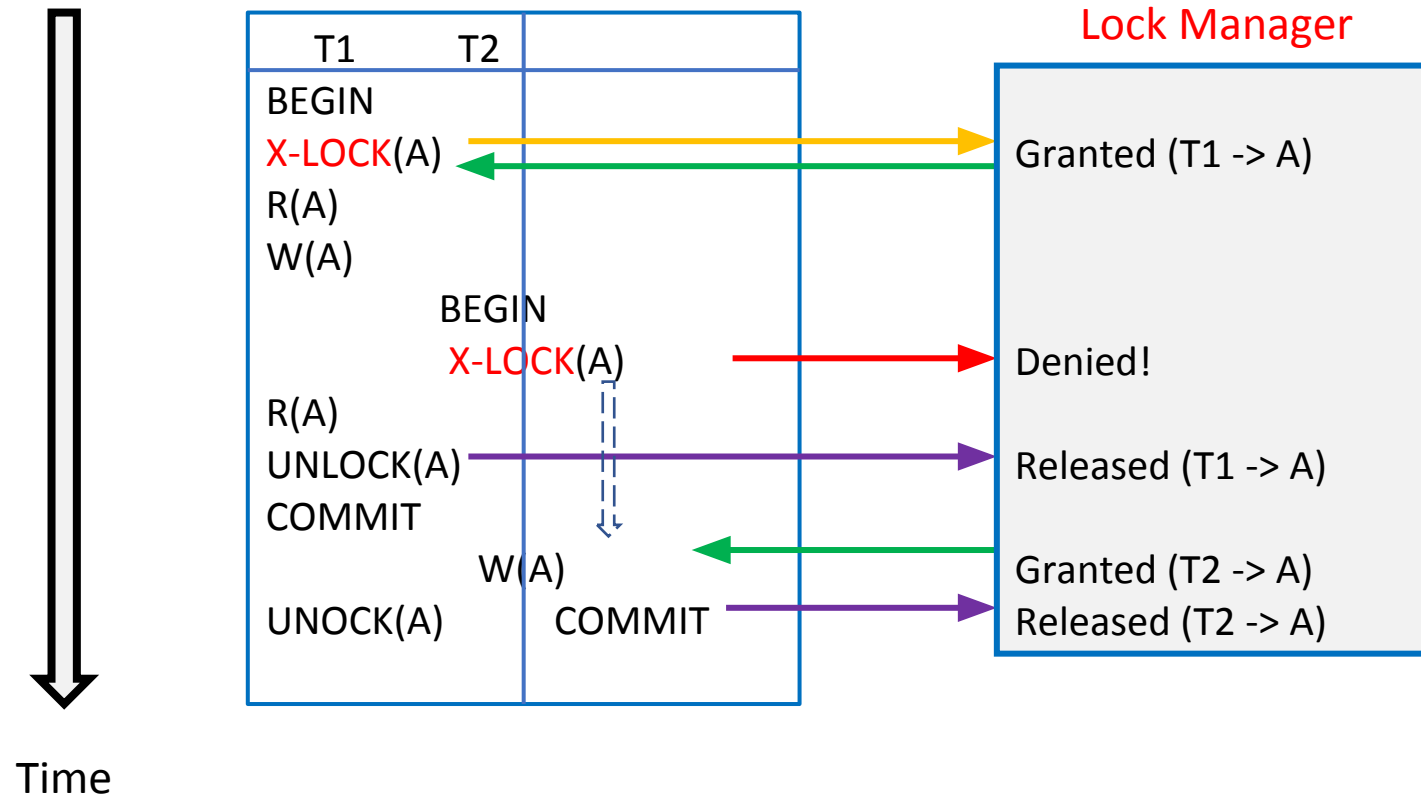 Lock Manager
T1 T2
BEGIN
X-LOCK(A) Granted (T1 -> A)
R(A)
W(A)
BEGIN
X-LOCK(A) Denied!
R(A)
UNLOCK(A) Released (T1 -> A)
COMMIT
W(A) Granted (T2 -> A)
UNOCK(A) COMMIT Released (T2 -> A)
Time